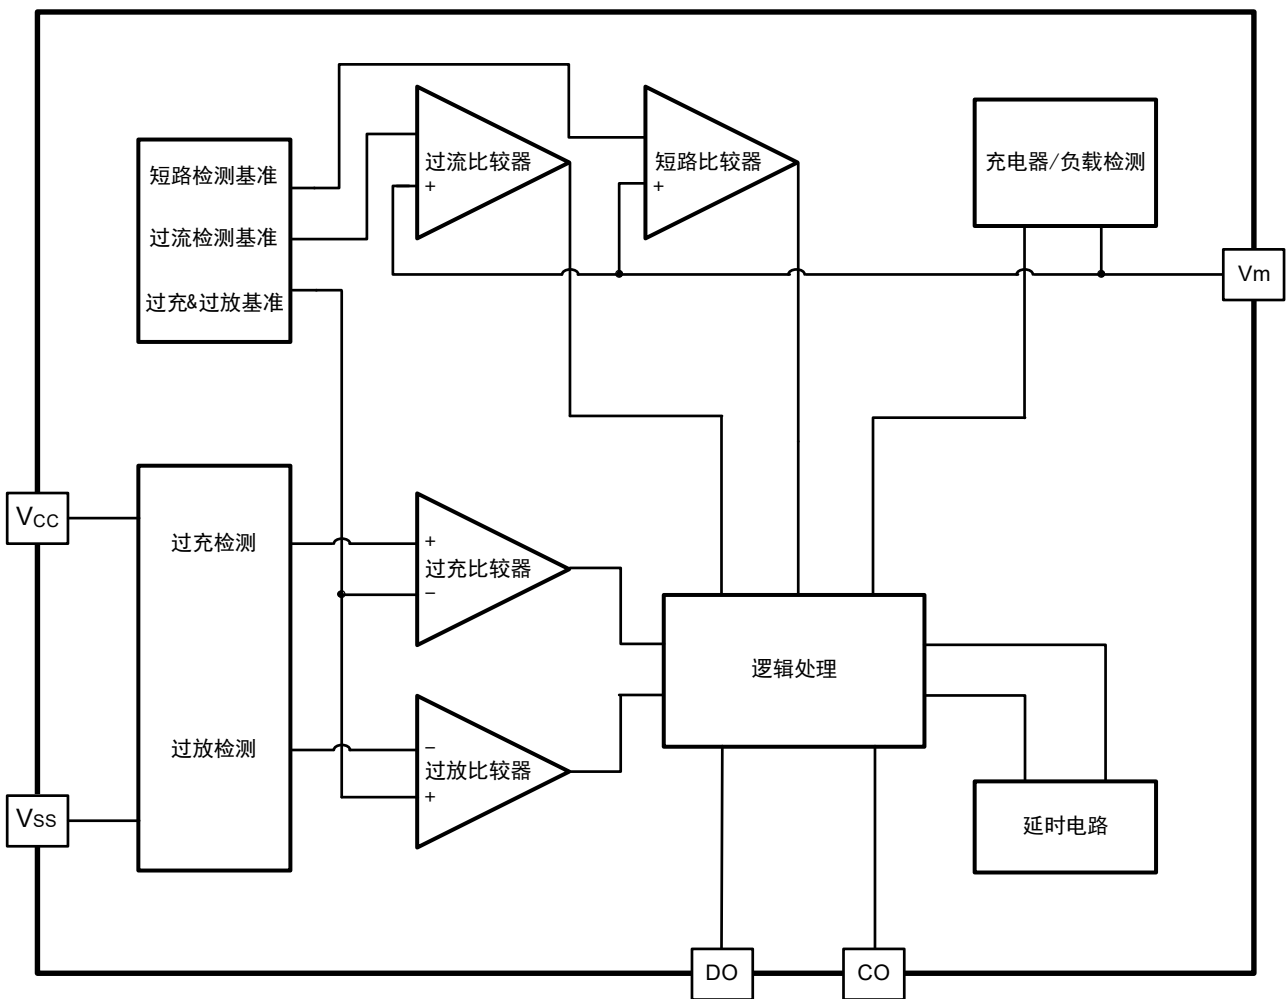 短路检测基准
过流检测基准
过充&过放基准
过流比较器
+
短路比较器
+
充电器/负载检测
Vm
VCC
VSS
过充检测
过放检测
+
过充比较器
−
−
过放比较器
+
逻辑处理
延时电路
DO
CO